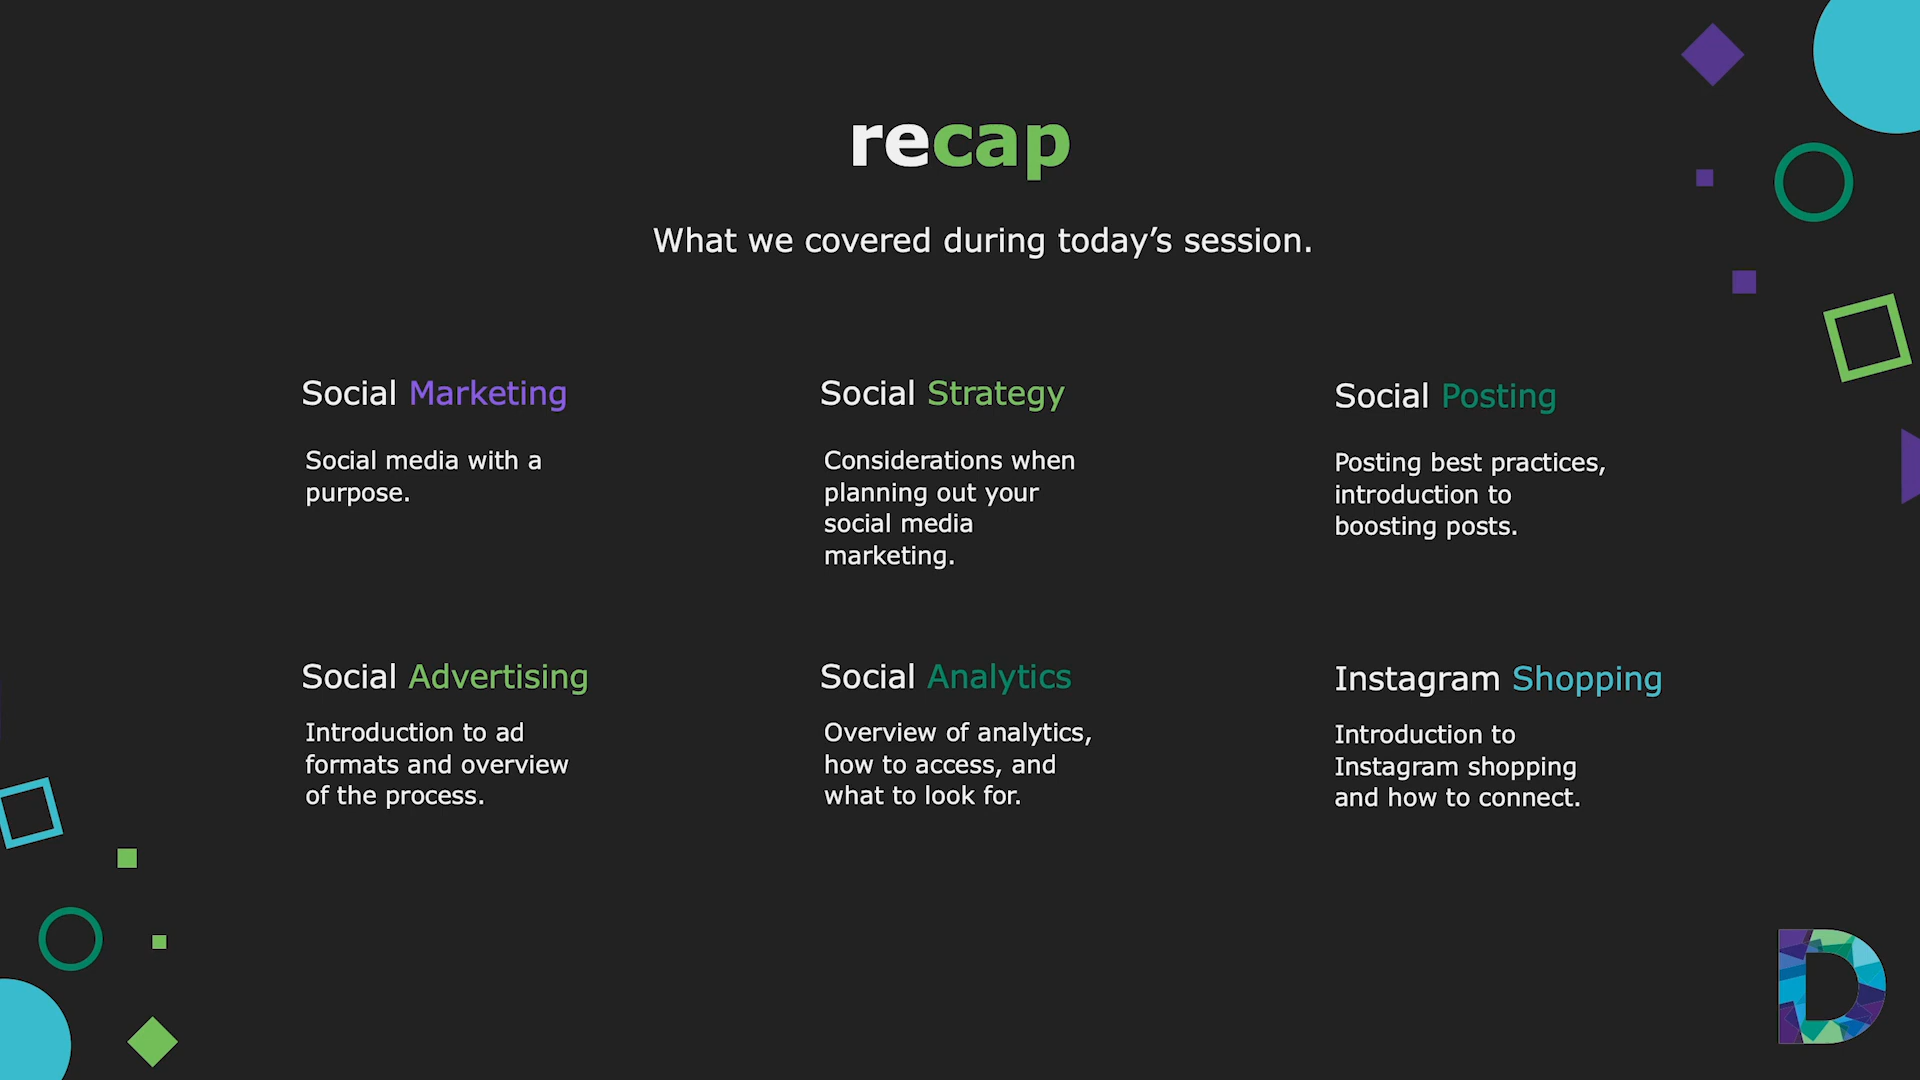 recap
What we covered during today’s session.
Social Marketing
Social media with a
purpose.
Social Strategy
Considerations when
planning out your
social media
marketing.
Social Posting
Posting best practices,
introduction to
boosting posts.
Social Advertising
Introduction to ad
formats and overview
of the process.
Social Analytics
Overview of analytics,
how to access, and
what to look for.
Instagram Shopping
Introduction to
Instagram shopping
and how to connect.
D